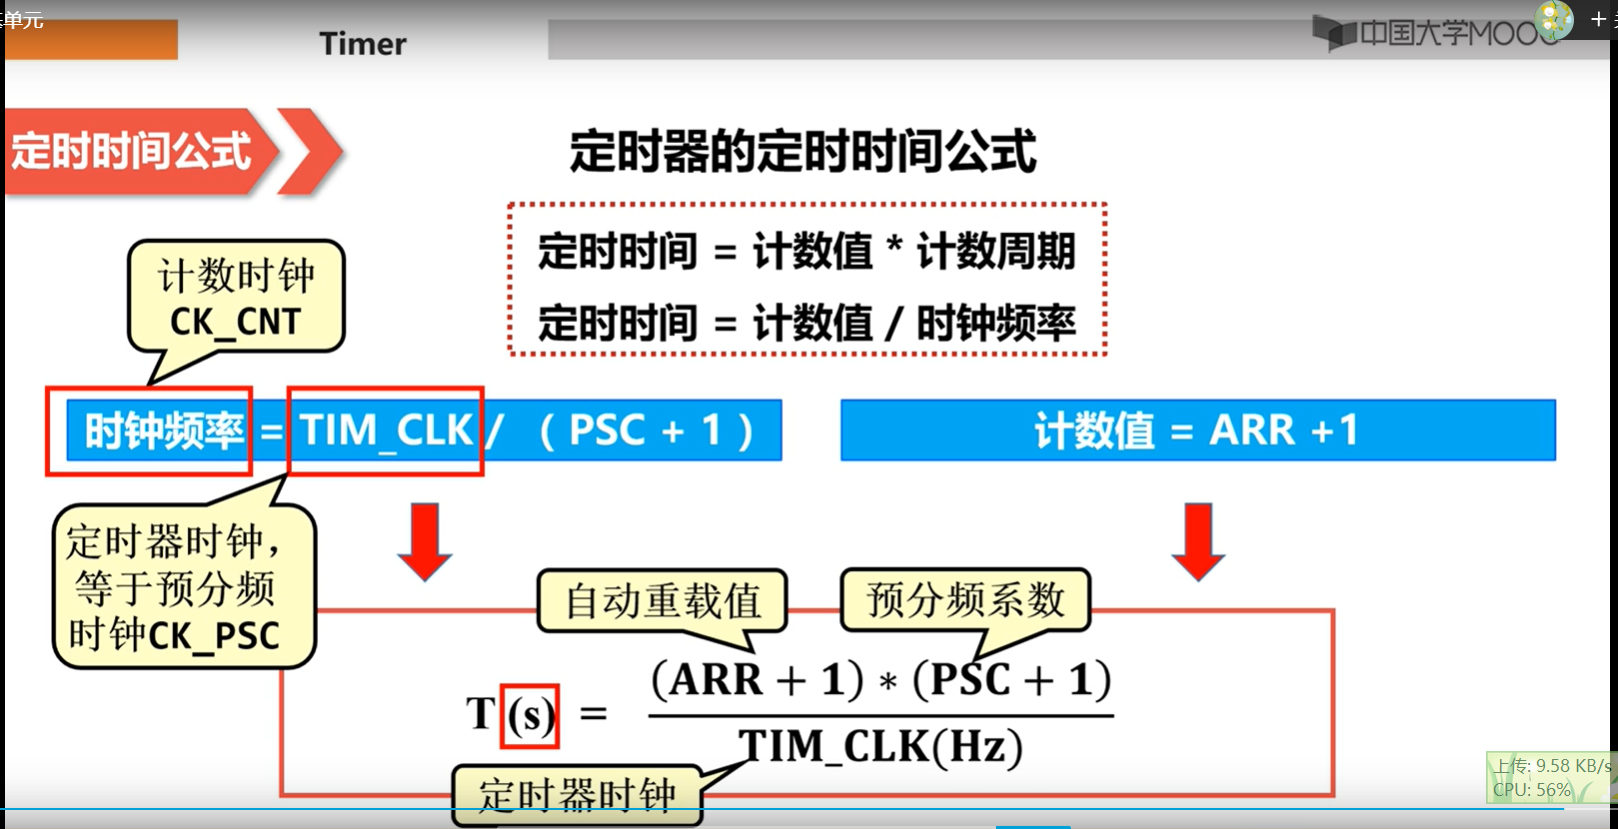 单元
Timer
中国大学MOOC
定时时间公式
定时器的定时时间公式
定时时间 = 计数值 * 计数周期
定时时间 = 计数值 / 时钟频率
计数时钟
CK_CNT
时钟频率 = TIM_CLK / ( PSC + 1 )
计数值 = ARR +1
定时器时钟，
等于预分频
时钟CK_PSC
自动重载值
预分频系数
T (s) = (ARR + 1) * (PSC + 1)
TIM_CLK(Hz)
定时器时钟
上传: 9.58 KB/s
CPU: 56%